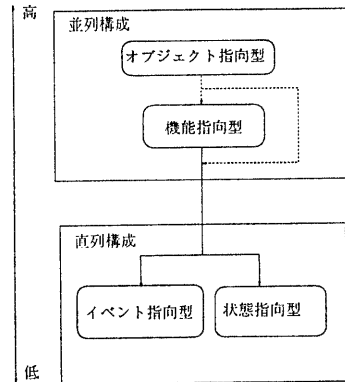 高
並列構成
オブジェクト指向型
機能指向型
直列構成
イベント指向型
状態指向型
低